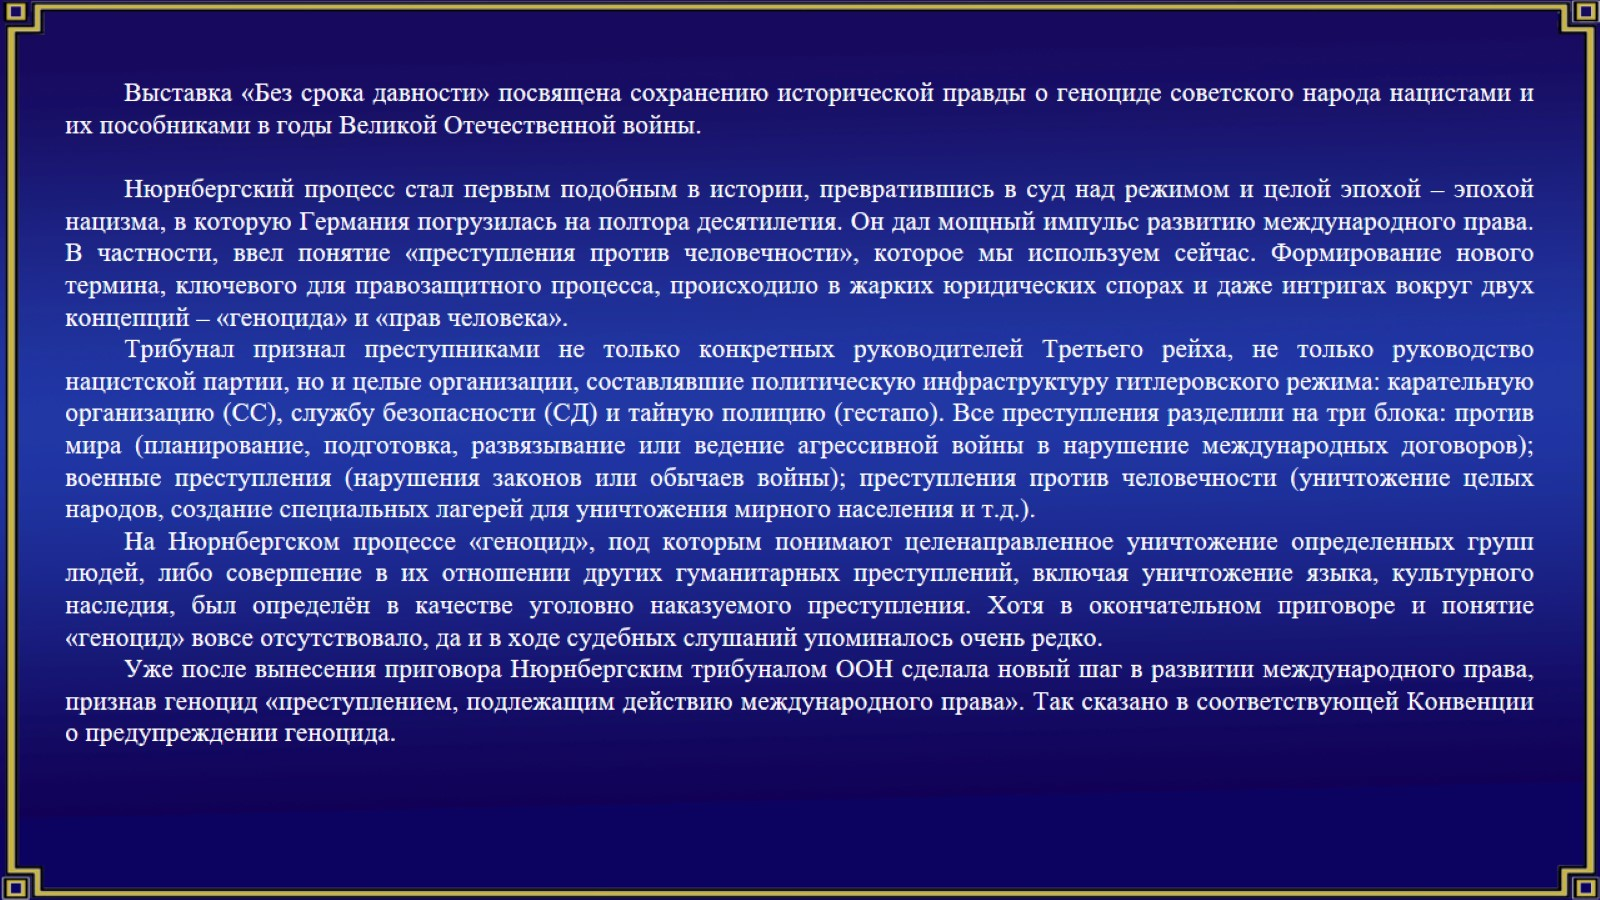 Выставка «Без срока давности» посвящена сохранению исторической правды о геноциде советского народа нацистами и
их пособниками в годы Великой Отечественной войны.
Нюрнбергский процесс стал первым подобным в истории, превратившись в суд над режимом и целой эпохой – эпохой
нацизма, в которую Германия погрузилась на полтора десятилетия. Он дал мощный импульс развитию международного права.
В частности, ввел понятие «преступления против человечности», которое мы используем сейчас. Формирование нового
термина, ключевого для правозащитного процесса, происходило в жарких юридических спорах и даже интригах вокруг двух
концепций – «геноцида» и «прав человека».
Трибунал признал преступниками не только конкретных руководителей Третьего рейха, не только руководство
нацистской партии, но и целые организации, составлявшие политическую инфраструктуру гитлеровского режима: карательную
организацию (СС), службу безопасности (СД) и тайную полицию (гестапо). Все преступления разделили на три блока: против
мира (планирование, подготовка, развязывание или ведение агрессивной войны в нарушение международных договоров);
военные преступления (нарушения законов или обычаев войны); преступления против человечности (уничтожение целых
народов, создание специальных лагерей для уничтожения мирного населения и т.д.).
На Нюрнбергском процессе «геноцид», под которым понимают целенаправленное уничтожение определенных групп
людей, либо совершение в их отношении других гуманитарных преступлений, включая уничтожение языка, культурного
наследия, был определён в качестве уголовно наказуемого преступления. Хотя в окончательном приговоре и понятие
«геноцид» вовсе отсутствовало, да и в ходе судебных слушаний упоминалось очень редко.
Уже после вынесения приговора Нюрнбергским трибуналом ООН сделала новый шаг в развитии международного права,
признав геноцид «преступлением, подлежащим действию международного права». Так сказано в соответствующей Конвенции
о предупреждении геноцида.